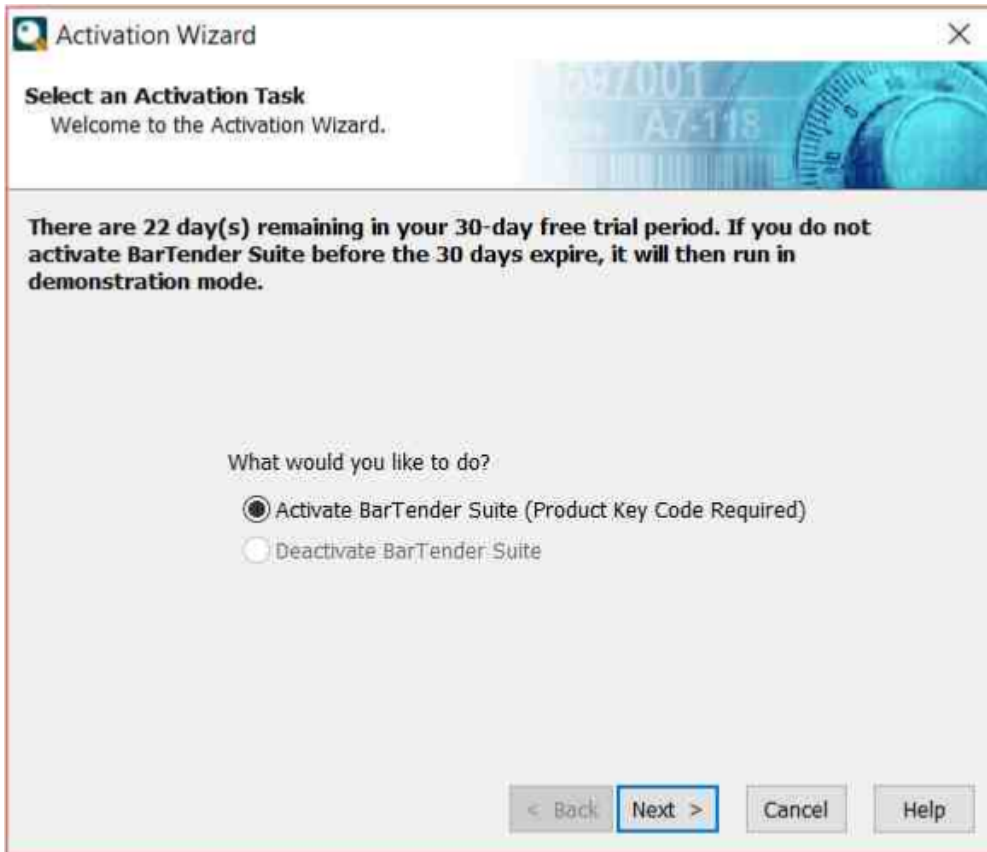 Activation Wizard
Select an Activation Task
Welcome to the Activation Wizard.
697001
A7-118
There are 22 day(s) remaining in your 30-day free trial period. If you do not
activate BarTender Suite before the 30 days expire, it will then run in
demonstration mode.
What would you like to do?
Activate BarTender Suite (Product Key Code Required)
Deactivate BarTender Suite
< Back Next > Cancel Help